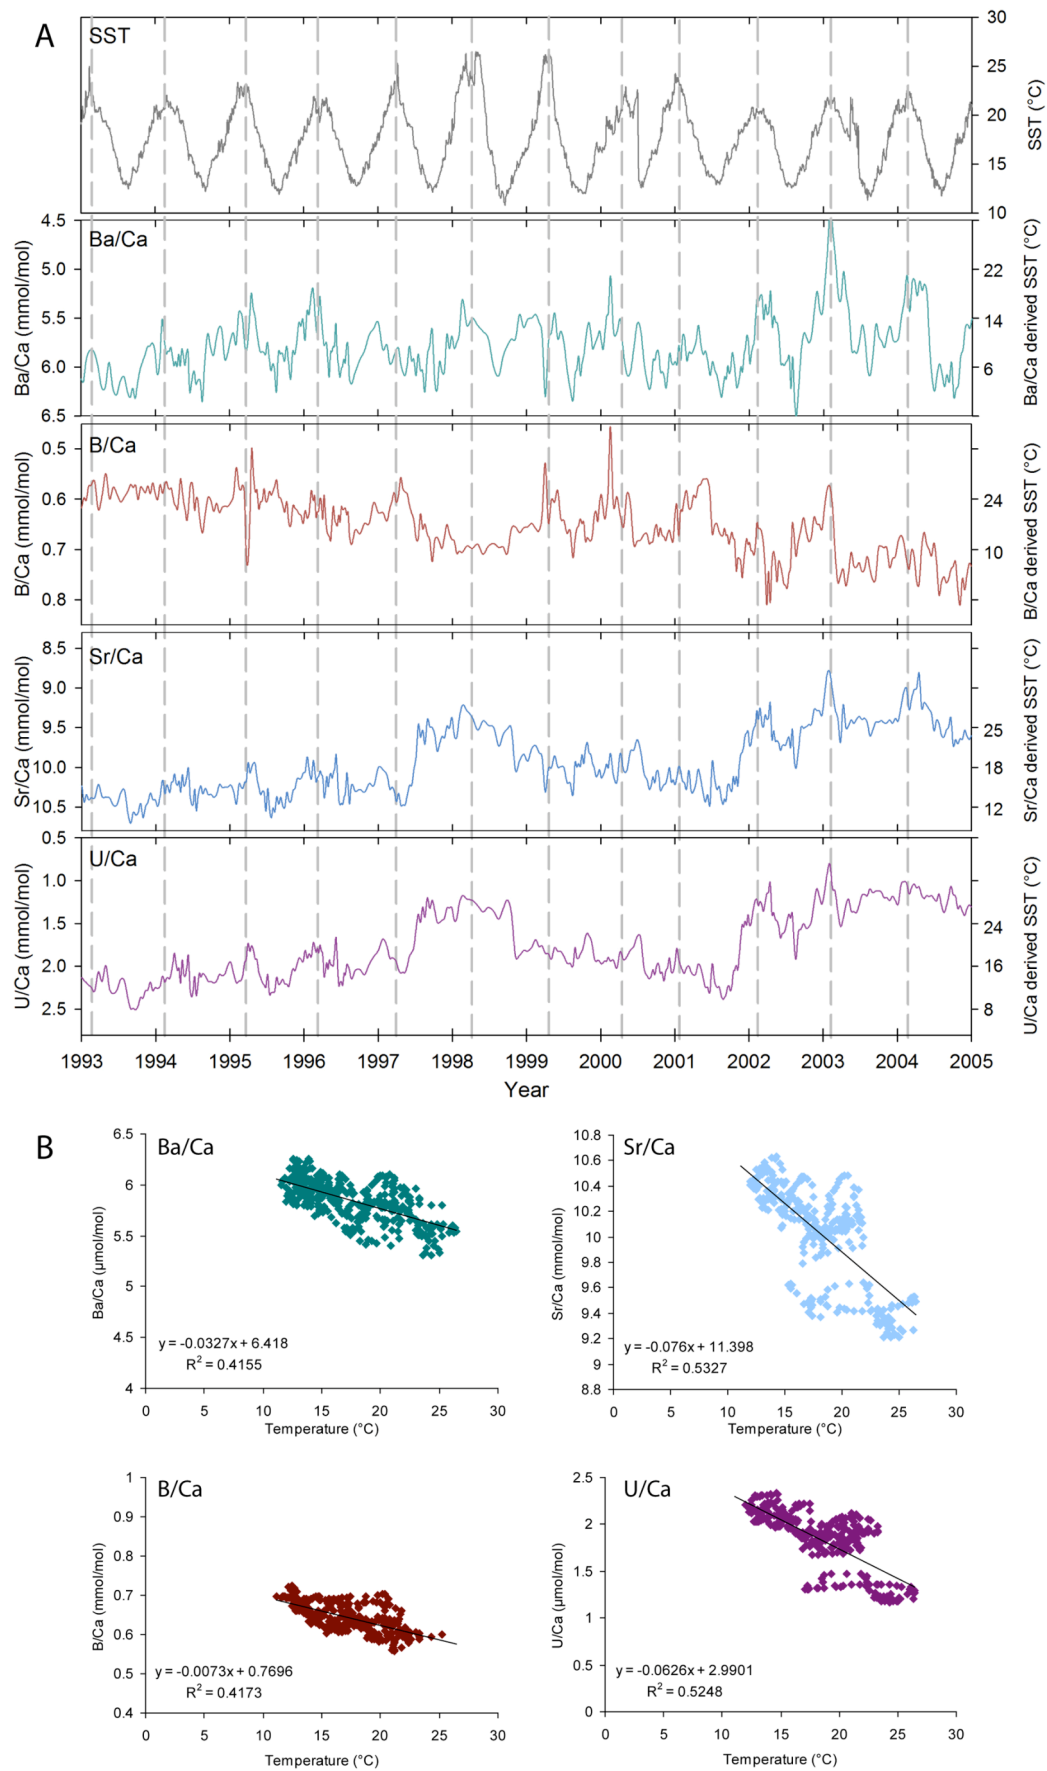 A
SST
30
25
20
15
10
SST (°C)
Ba/Ca
4.5
5.0
5.5
6.0
6.5
Ba/Ca (mmol/mol)
22
14
6
Ba/Ca derived SST (°C)
B/Ca
0.5
0.6
0.7
0.8
B/Ca (mmol/mol)
24
10
B/Ca derived SST (°C)
Sr/Ca
8.5
9.0
9.5
10.0
10.5
Sr/Ca (mmol/mol)
25
18
12
Sr/Ca derived SST (°C)
U/Ca
0.5
1.0
1.5
2.0
2.5
U/Ca (mmol/mol)
24
16
8
U/Ca derived SST (°C)
1993 1994 1995 1996 1997 1998 1999 2000 2001 2002 2003 2004 2005
Year
B
Ba/Ca
6.5
6
5.5
5
4.5
4
Ba/Ca (µmol/mol)
y = -0.0327x + 6.418
R² = 0.4155
0 5 10 15 20 25 30
Temperature (°C)
Sr/Ca
10.8
10.6
10.4
10.2
10
9.8
9.6
9.4
9.2
9
8.8
Sr/Ca (mmol/mol)
y = -0.076x + 11.398
R² = 0.5327
0 5 10 15 20 25 30
Temperature (°C)
B/Ca
1
0.9
0.8
0.7
0.6
0.5
0.4
B/Ca (mmol/mol)
y = -0.0073x + 0.7696
R² = 0.4173
0 5 10 15 20 25 30
Temperature (°C)
U/Ca
2.5
2
1.5
1
0
U/Ca (mmol/mol)
y = -0.0626x + 2.9901
R² = 0.5248
0 5 10 15 20 25 30
Temperature (°C)